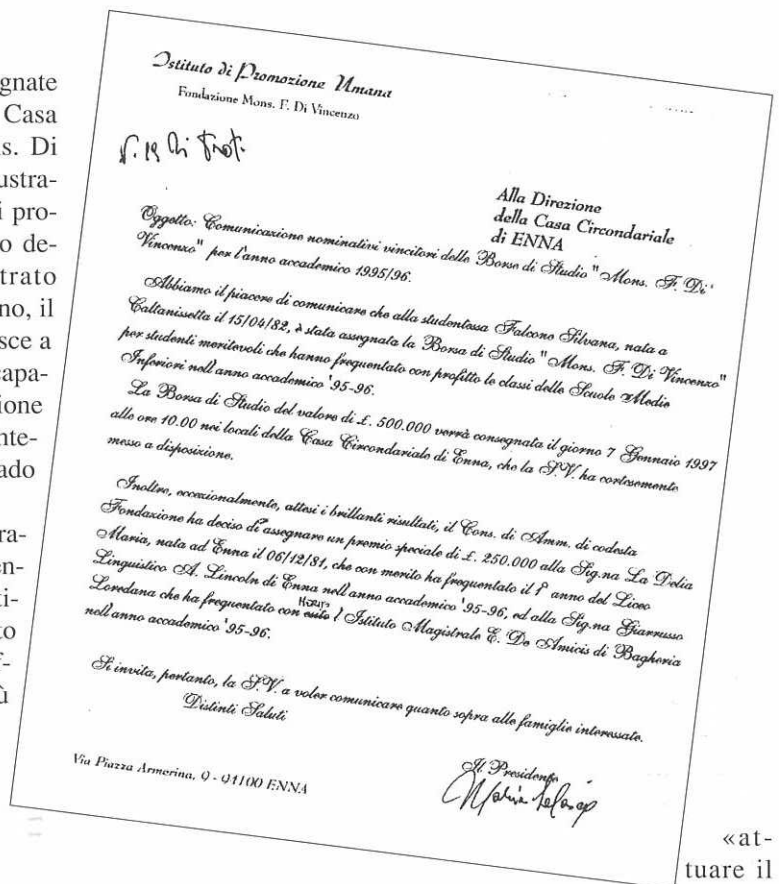 gnate
Casa
s. Di
ustra-
i pro-
o de-
trato
no, il
sce a
capa-
ione
nte-
ado
ra-
en-
ti-
to
f-
ù
Istituto di Promozione Umana
Fondazione Mons. F. Di Vincenzo
Alla Direzione
della Casa Circondariale
di ENNA
Oggetto: Comunicazione nominativi vincitori delle Borse di Studio "Mons. F. Di
Vincenzo" per l'anno accademico 1995/96.
Abbiamo il piacere di comunicare che alla studentessa Falcone Silvana, nata a
Caltanissetta il 15/04/82, è stata assegnata la Borsa di Studio "Mons. F. Di Vincenzo"
per studenti meritevoli che hanno frequentato con profitto le classi delle Scuole Medie
Inferiori nell'anno accademico '95-96.
La Borsa di Studio del valore di £. 500.000 verrà consegnata il giorno 7 Gennaio 1997
alle ore 10.00 nei locali della Casa Circondariale di Enna, che la S.V. ha cortesemente
messo a disposizione.
Inoltre, eccezionalmente, attesi i brillanti risultati, il Cons. di Amm. di codesta
Fondazione ha deciso di assegnare un premio speciale di £. 250.000 alla Sig.na La Delia
Maria, nata ad Enna il 06/12/81, che con merito ha frequentato il 1° anno del Liceo
Linguistico A. Lincoln di Enna nell'anno accademico '95-96, ed alla Sig.na Giarrusso
Loredana che ha frequentato con esito MERITO l'Istituto Magistrale E. De Amicis di Bagheria
nell'anno accademico '95-96.
Si invita, pertanto, la S.V. a voler comunicare quanto sopra alle famiglie interessate.
Distinti Saluti
Il Presidente
Via Piazza Armerina, 9 - 94100 ENNA
«at-
tuare il